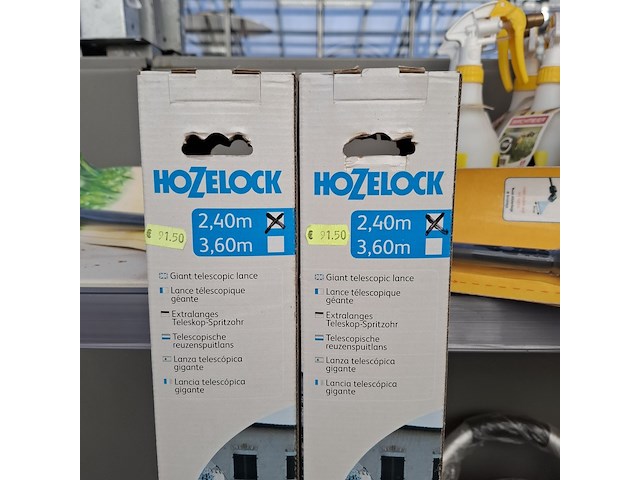 HOZELOCK
2,40m
3,60m
€ 91.50
Giant telescopic lance
Lance télescopique
géante
Extralanges
Teleskop-Spritzohr
Telescopische
reuzenspuitlans
Lanza telescópica
gigante
Lancia telescópica
gigante
HOZELOCK
2,40m
3,60m
€ 91.50
Giant telescopic lance
Lance télescopique
géante
Extralanges
Teleskop-Spritzohr
Telescopische
reuzenspuitlans
Lanza telescópica
gigante
Lancia telescópica
gigante